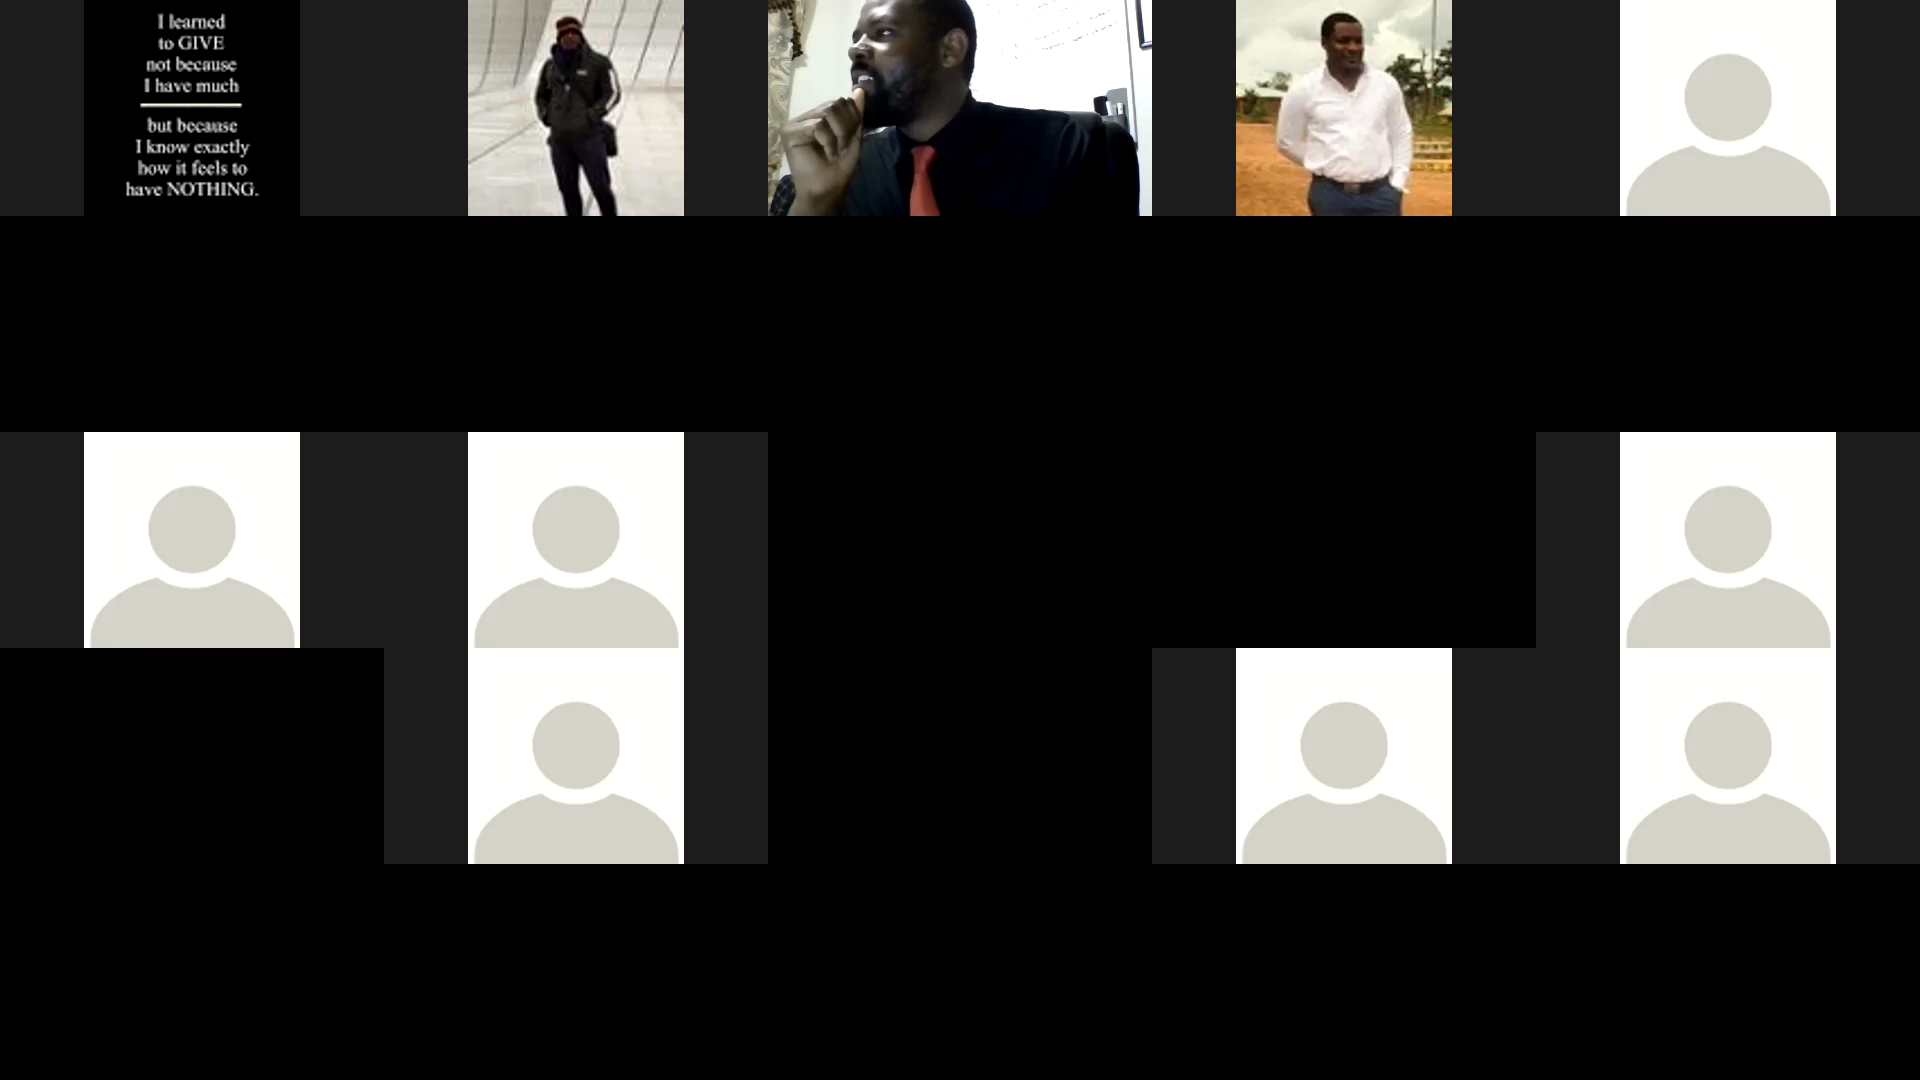 I learned
to GIVE
not because
I have much
but because
I know exactly
how it feels to
have NOTHING.